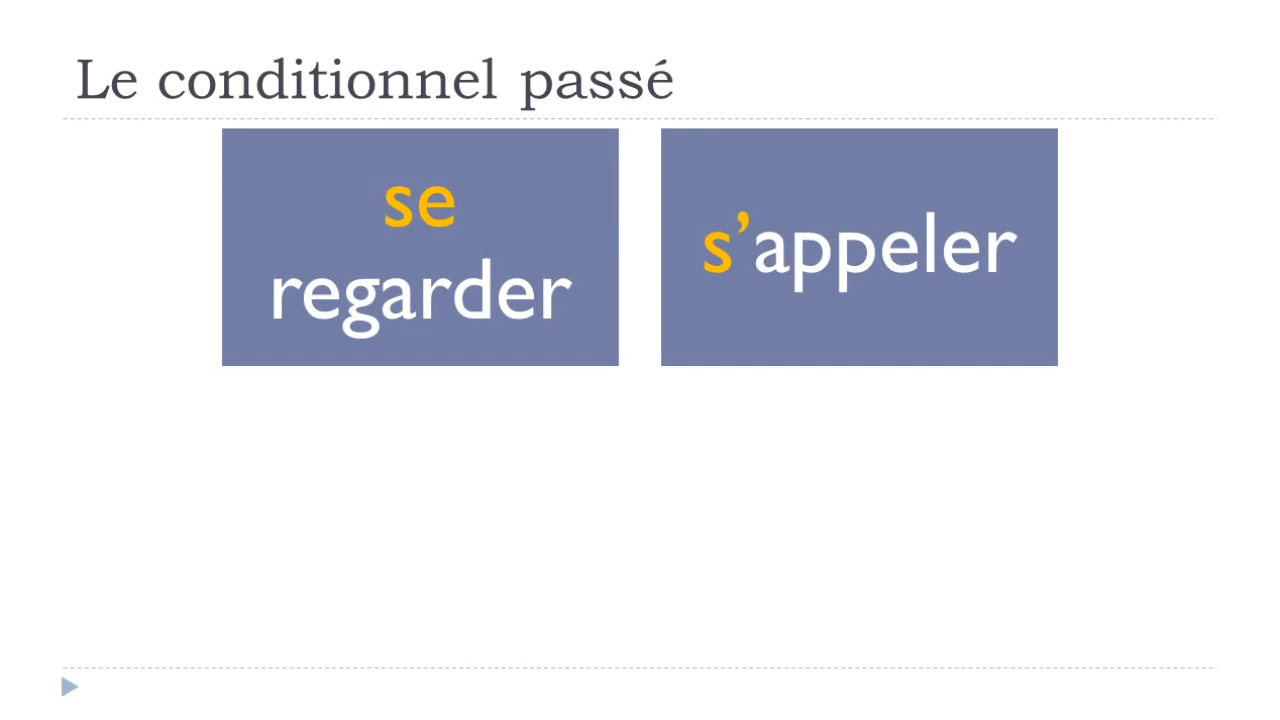 Le conditionnel passé
se
regarder
s’appeler